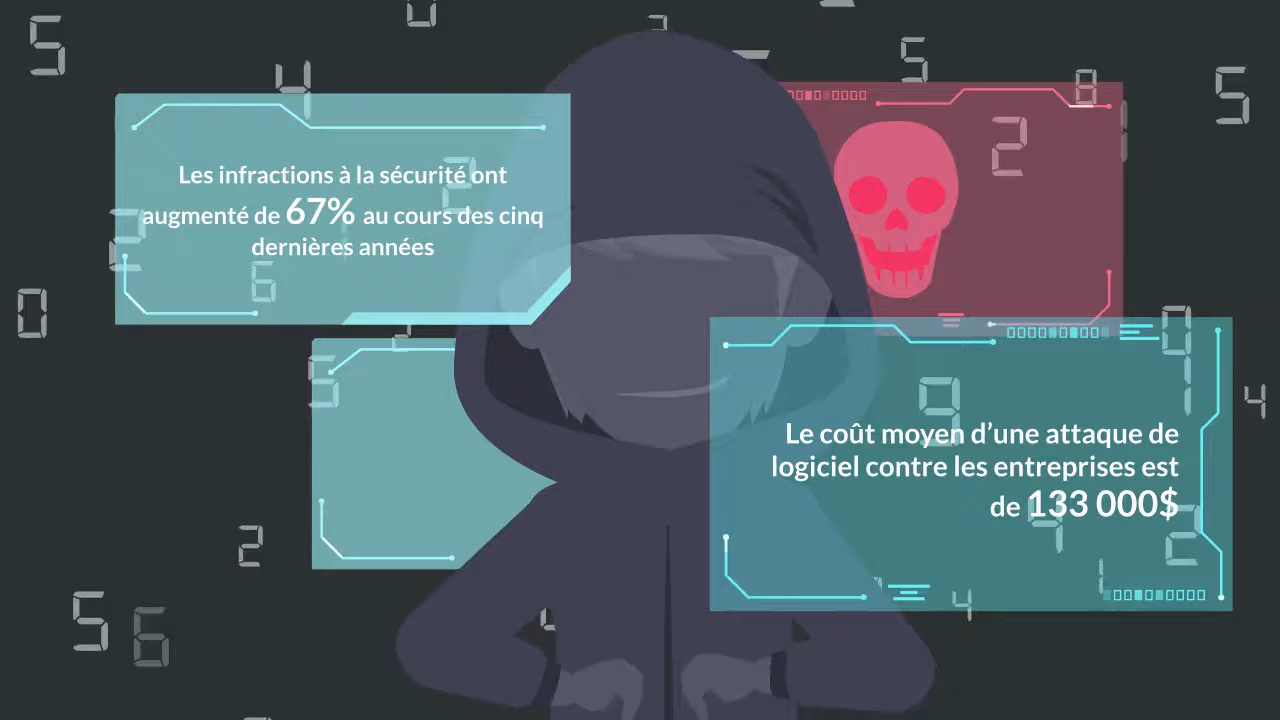 Les infractions à la sécurité ont
augmenté de 67% au cours des cinq
dernières années
Le coût moyen d’une attaque de
logiciel contre les entreprises est
de 133 000$